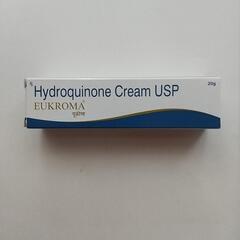 Hydroquinone Cream USP
20g
EUKROMA